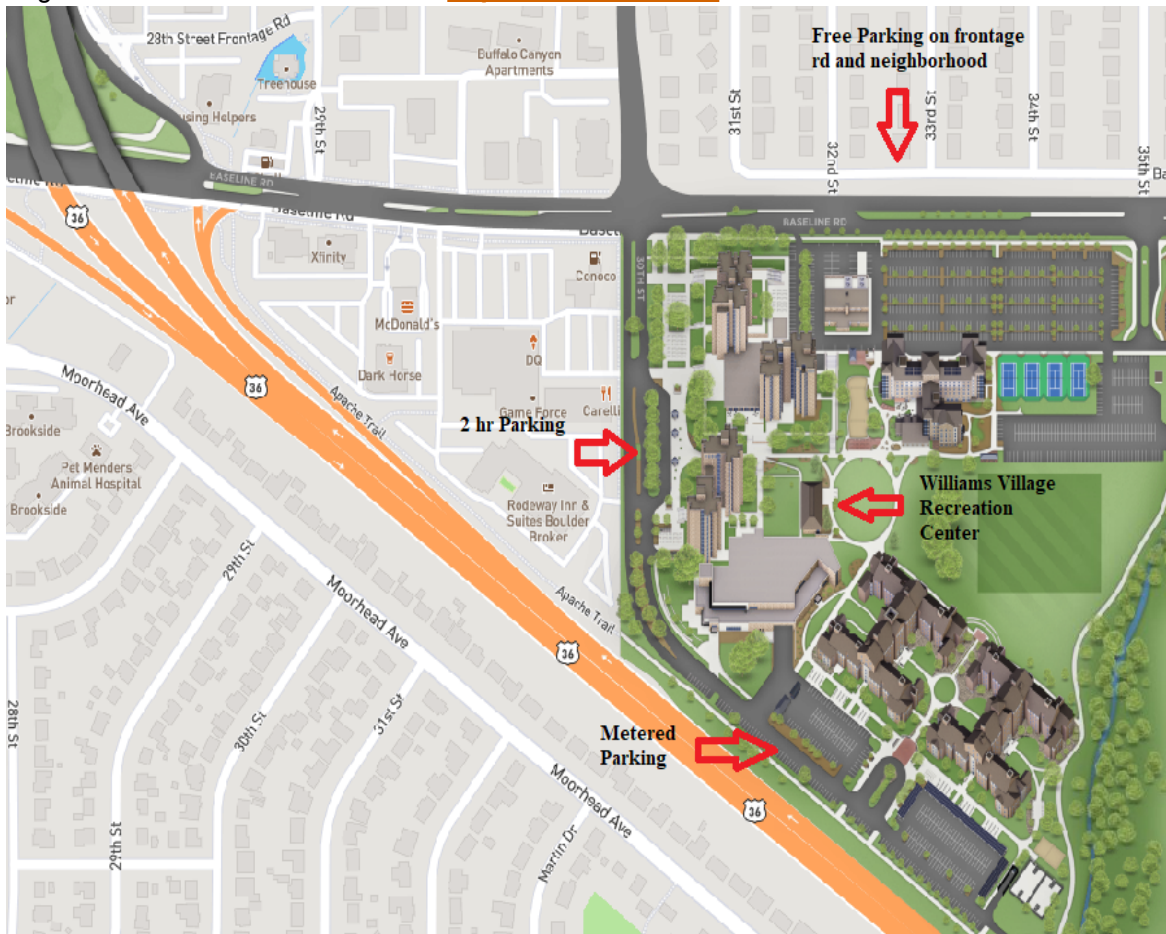 28th Street Frontage Rd
Treehouse
29th St
Buffalo Canyon
Apartments
Free Parking on frontage
rd and neighborhood
31st St
32nd St
33rd St
34th St
35th St
using Helpers
BASELINE RD
Baseline Rd
BASELINE RD
36
Xfinity
Conoco
30TH ST
McDonald's
Dark Horse
DQ
Game Force
Carelli
36
Apache Trail
Moorhead Ave
2 hr Parking
Brookside
Pet Menders
Animal Hospital
Brookside
Rodeway Inn &
Suites Boulder
Broker
Williams Village
Recreation
Center
29th St
Moorhead Ave
Apache Trail
36
28th St
30th St
31st St
Metered
Parking
Moorhead Ave
36
29th St
Martin Dr